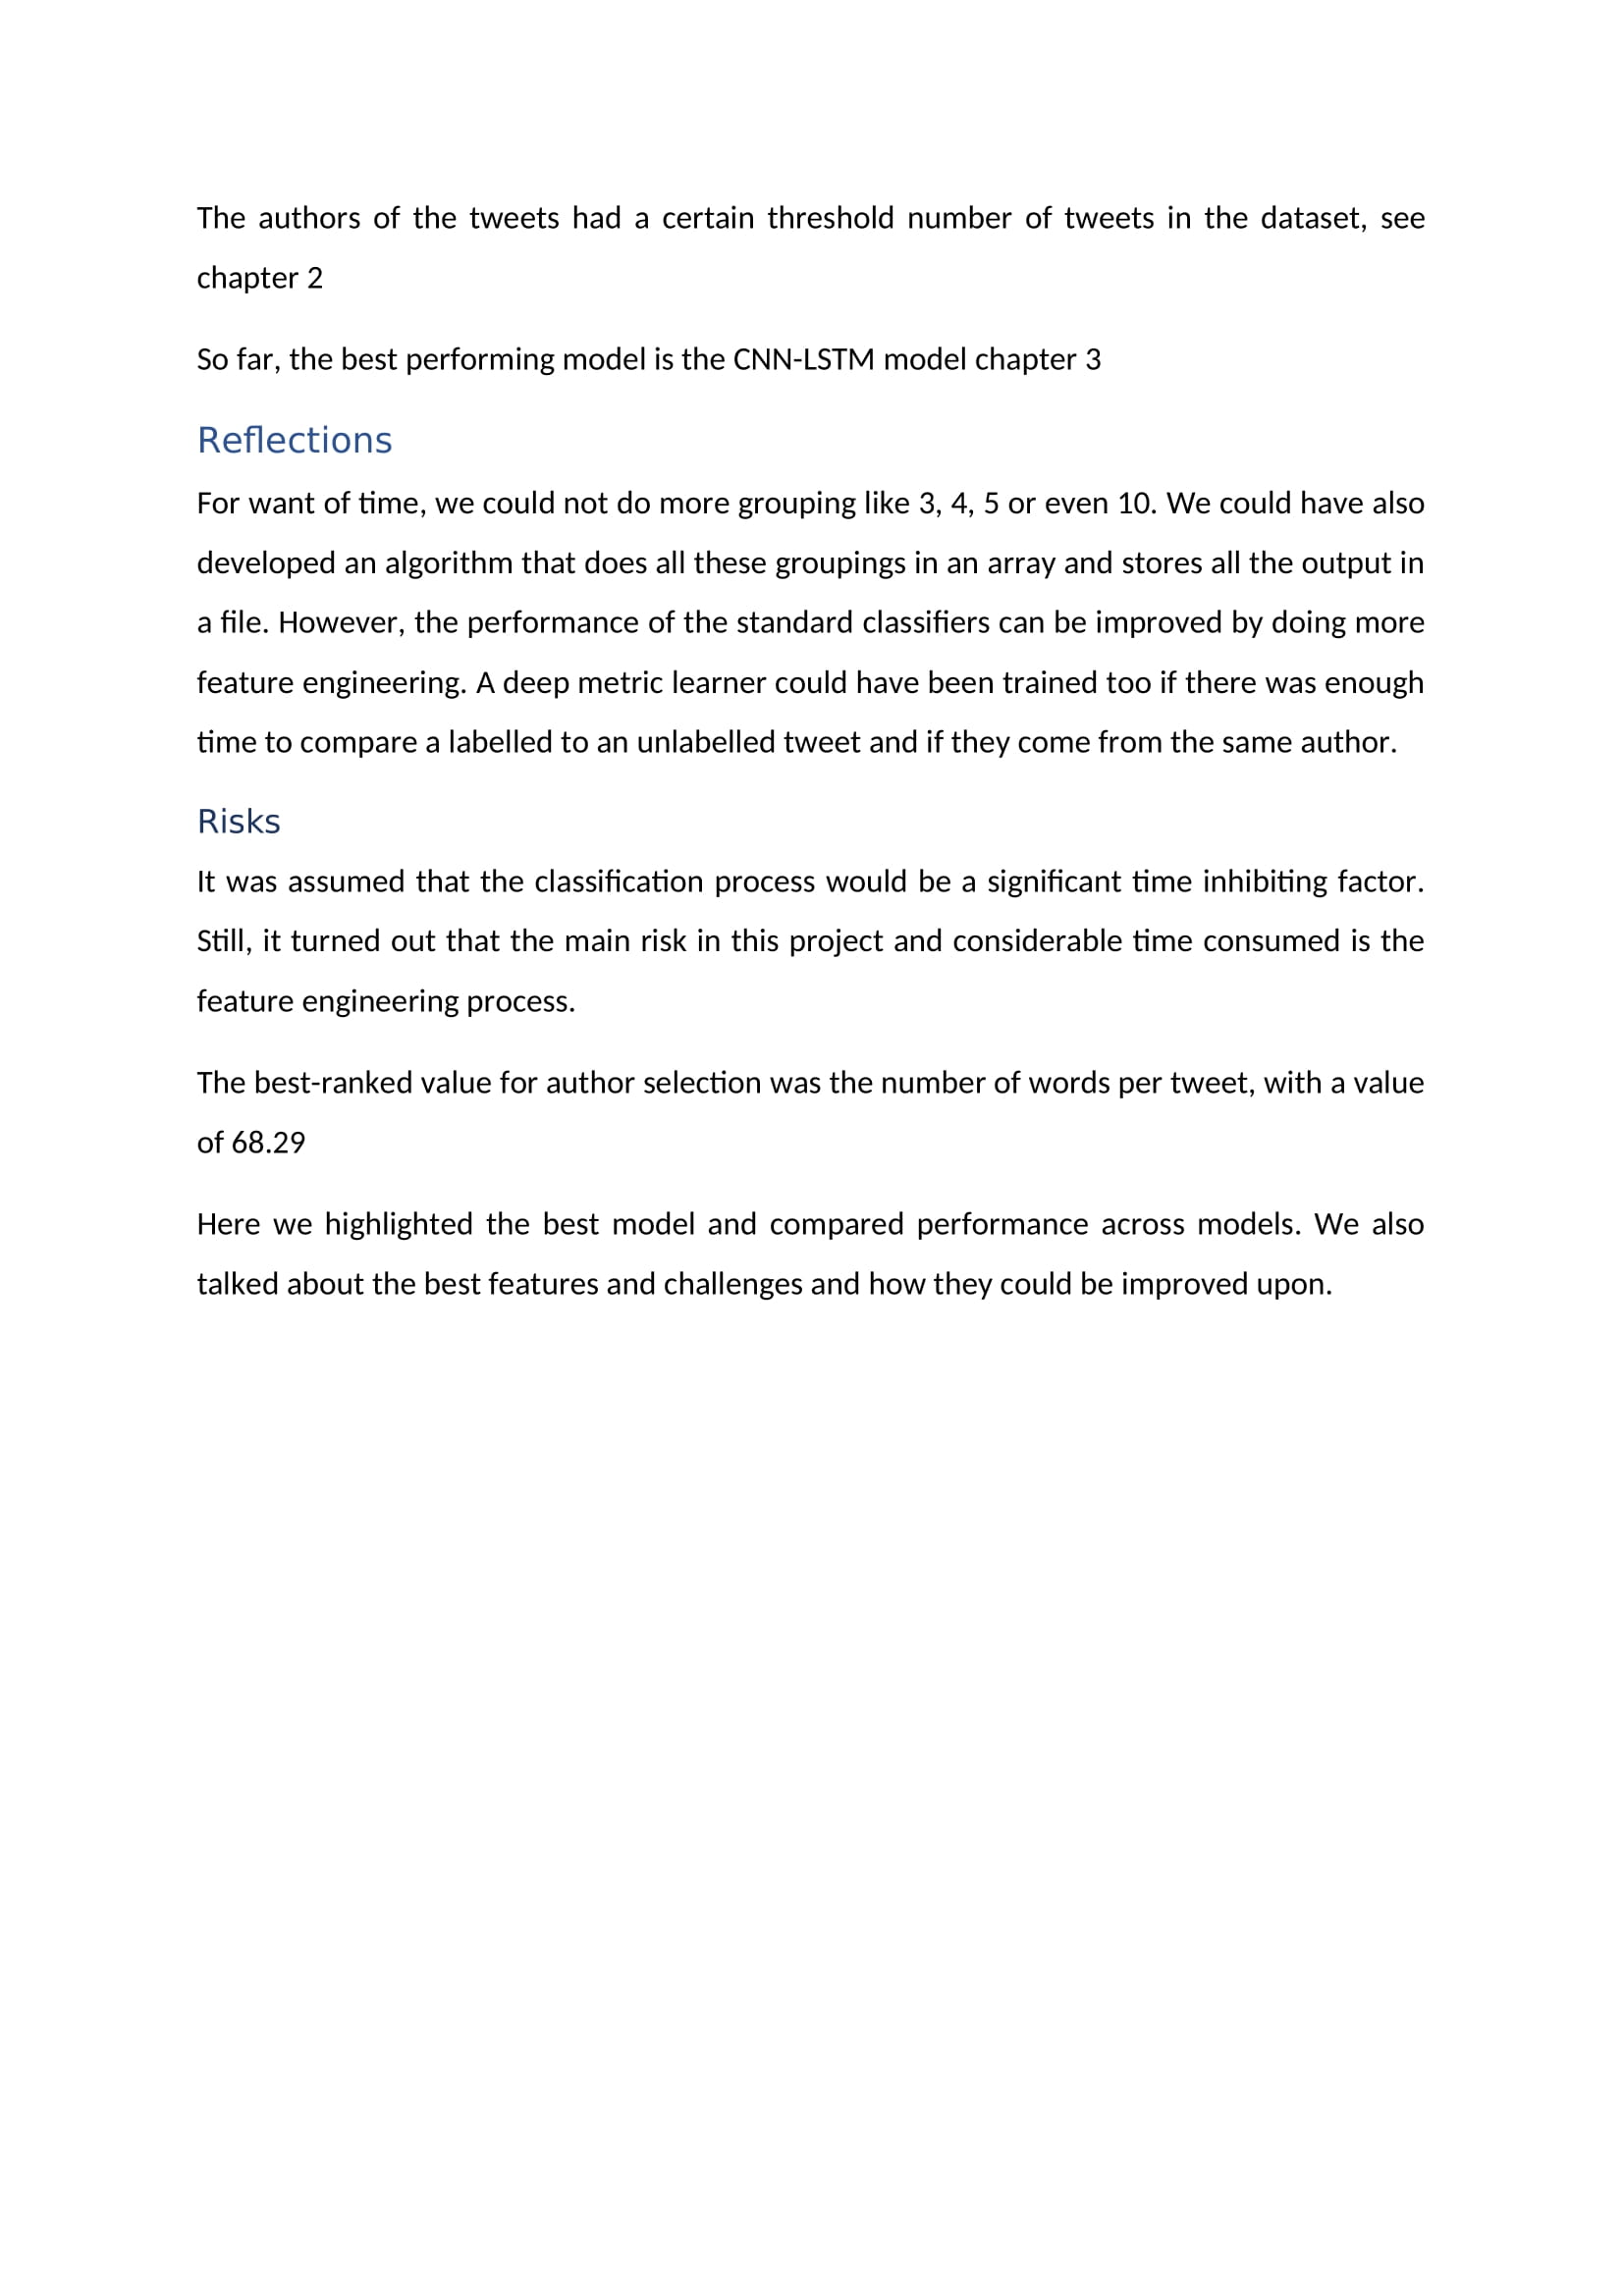 The authors of the tweets had a certain threshold number of tweets in the dataset, see
chapter 2
So far, the best performing model is the CNN-LSTM model chapter 3
Reflections
For want of time, we could not do more grouping like 3, 4, 5 or even 10. We could have also
developed an algorithm that does all these groupings in an array and stores all the output in
a file. However, the performance of the standard classifiers can be improved by doing more
feature engineering. A deep metric learner could have been trained too if there was enough
time to compare a labelled to an unlabelled tweet and if they come from the same author.
Risks
It was assumed that the classification process would be a significant time inhibiting factor.
Still, it turned out that the main risk in this project and considerable time consumed is the
feature engineering process.
The best-ranked value for author selection was the number of words per tweet, with a value
of 68.29
Here we highlighted the best model and compared performance across models. We also
talked about the best features and challenges and how they could be improved upon.